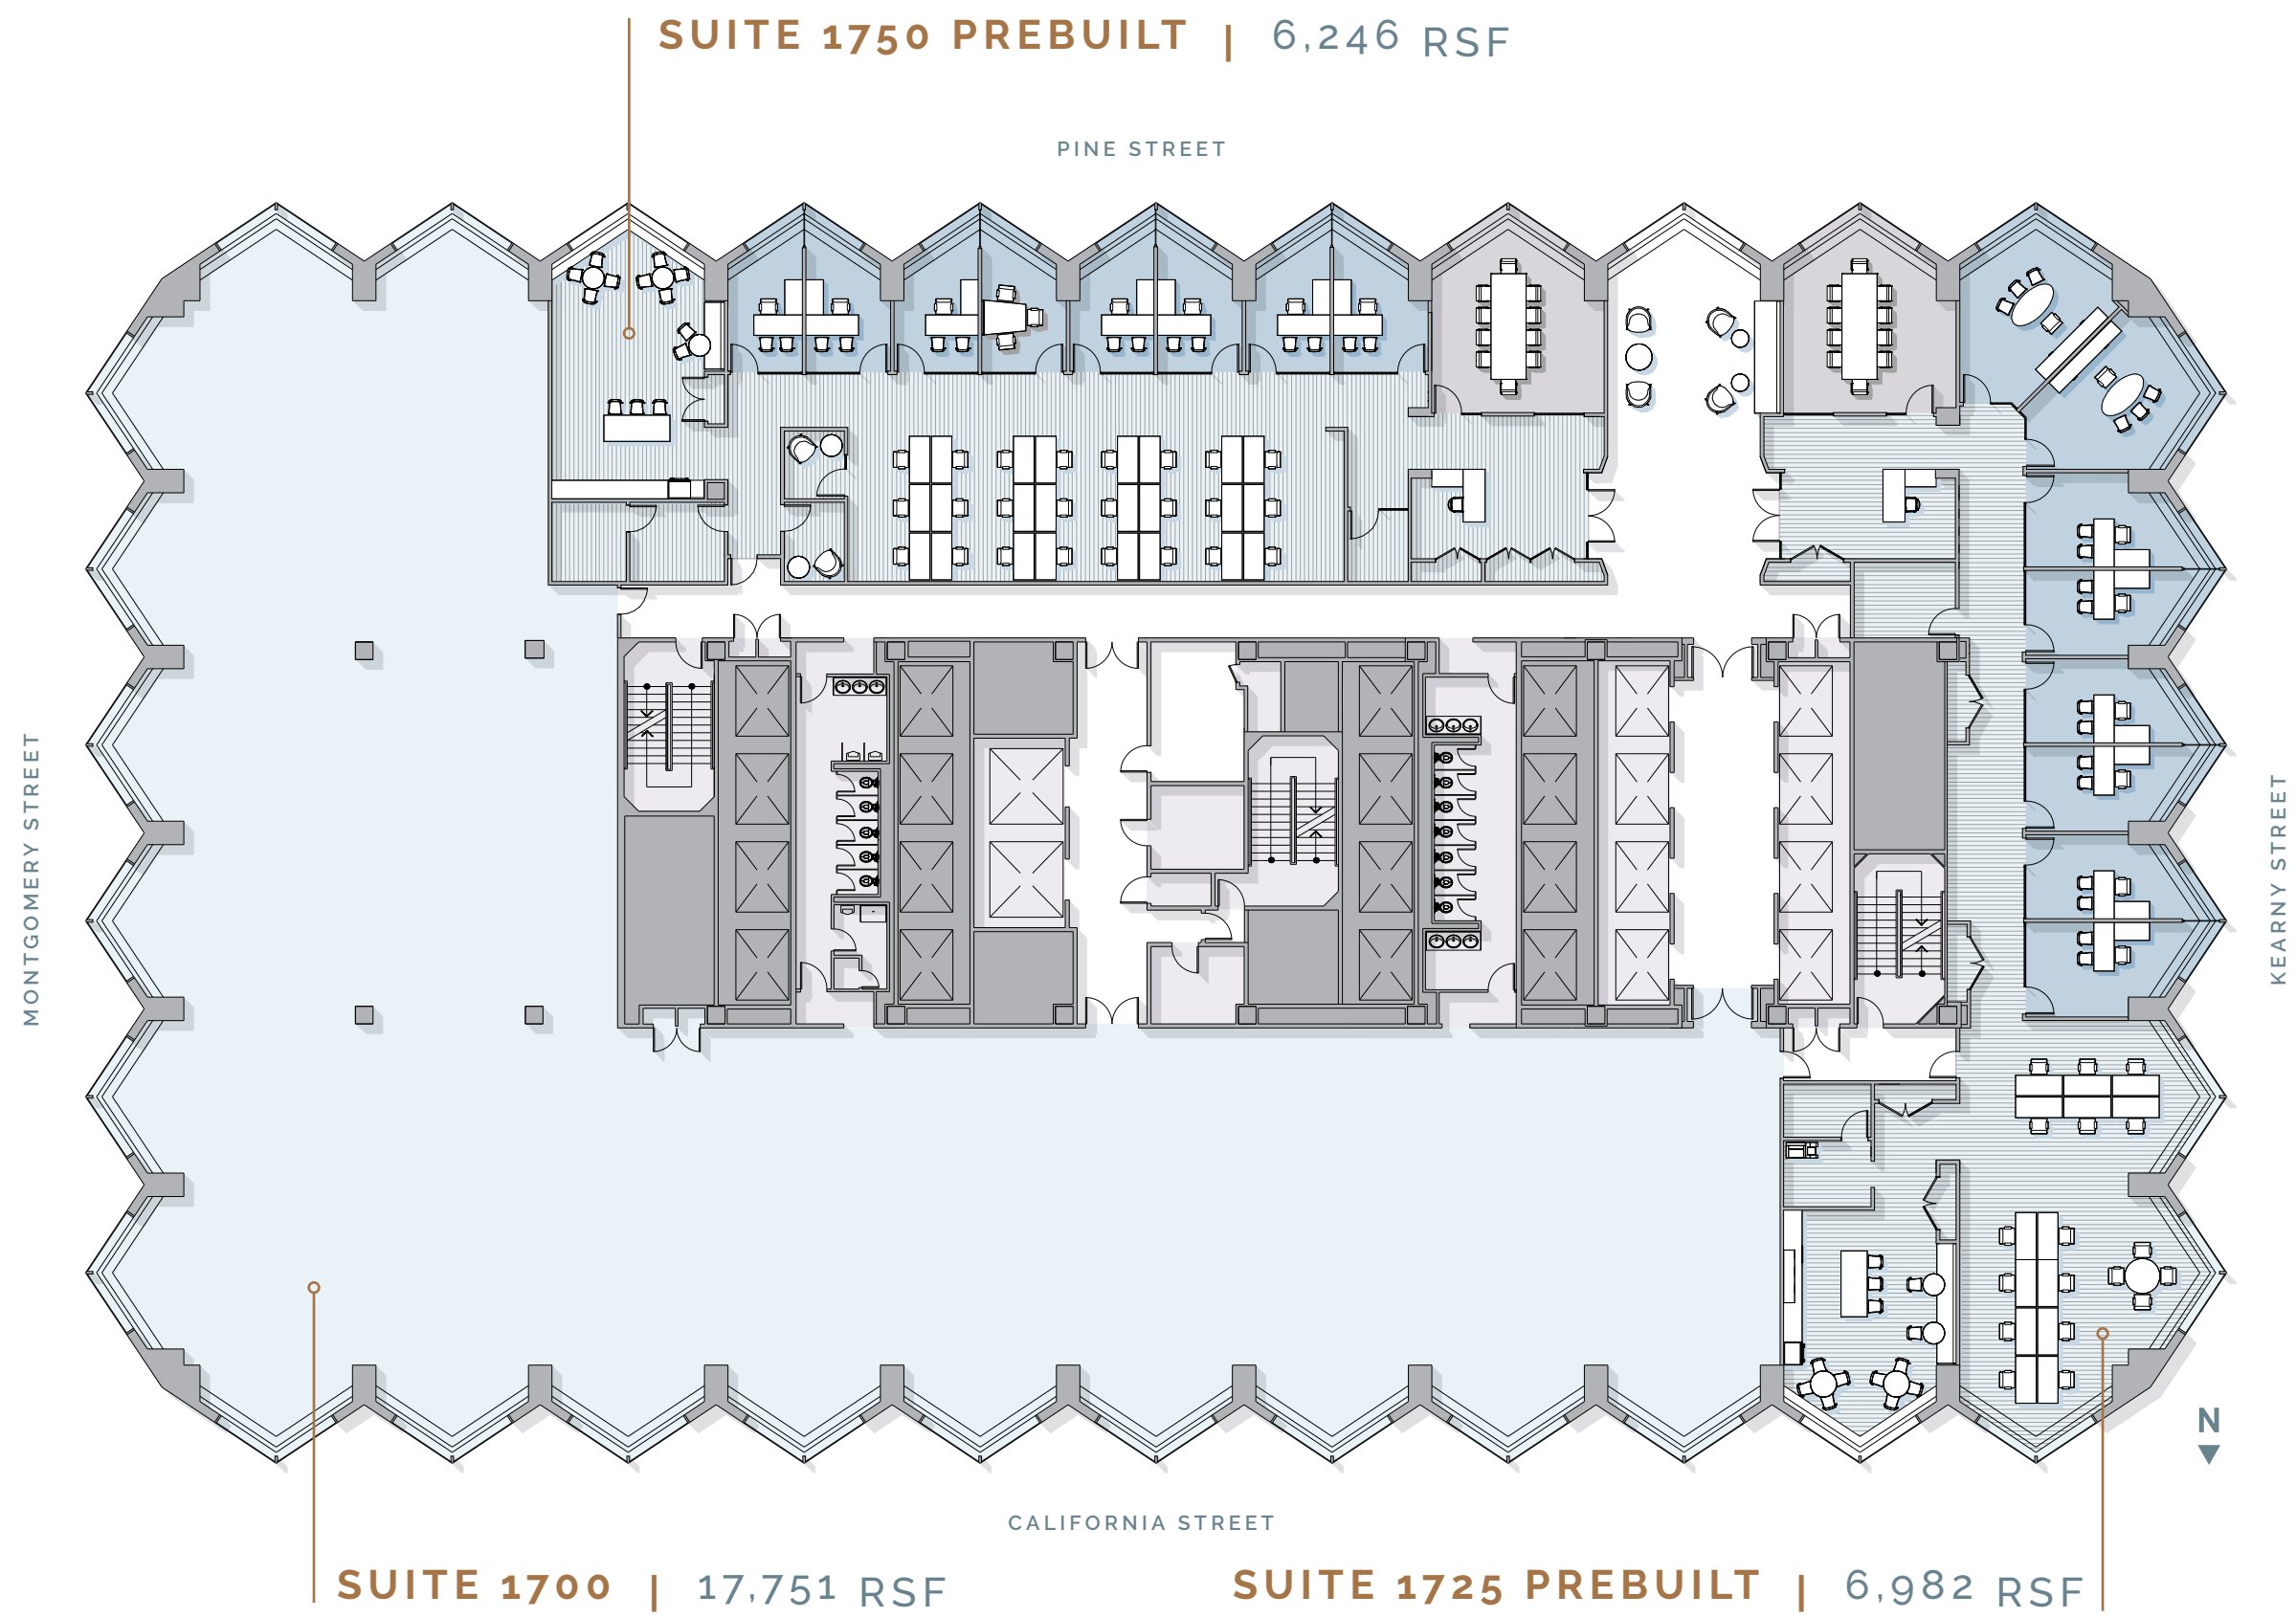 SUITE 1750 PREBUILT | 6,246 RSF
PINE STREET
MONTGOMERY STREET
KEARNY STREET
N
CALIFORNIA STREET
SUITE 1700 | 17,751 RSF
SUITE 1725 PREBUILT | 6,982 RSF